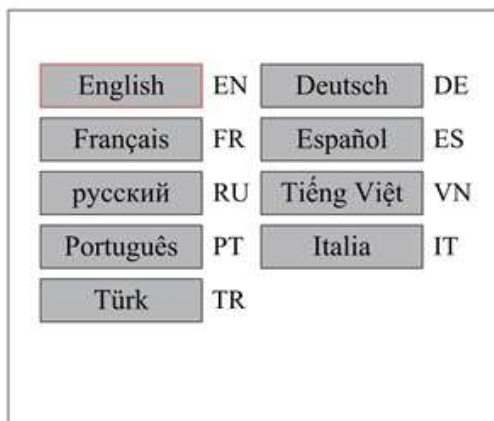 English EN Deutsch DE
Français FR Español ES
русский RU Tiếng Việt VN
Português PT Italia IT
Türk TR